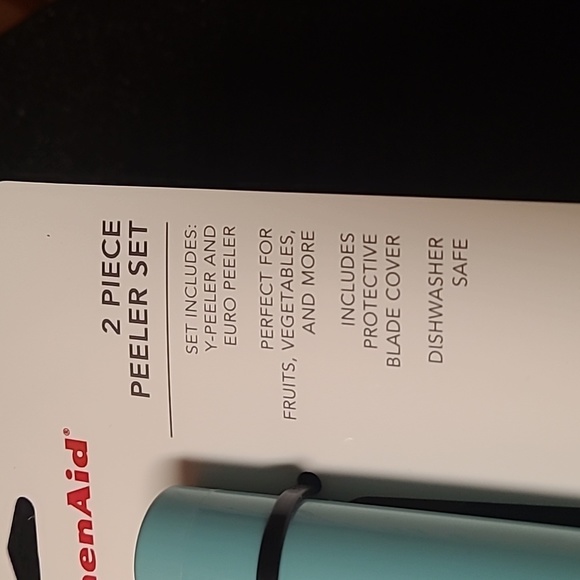 enAid®
2 PIECE
PEELER SET
SET INCLUDES:
Y-PEELER AND
EURO PEELER
PERFECT FOR
FRUITS, VEGETABLES,
AND MORE
INCLUDES
PROTECTIVE
BLADE COVER
DISHWASHER
SAFE